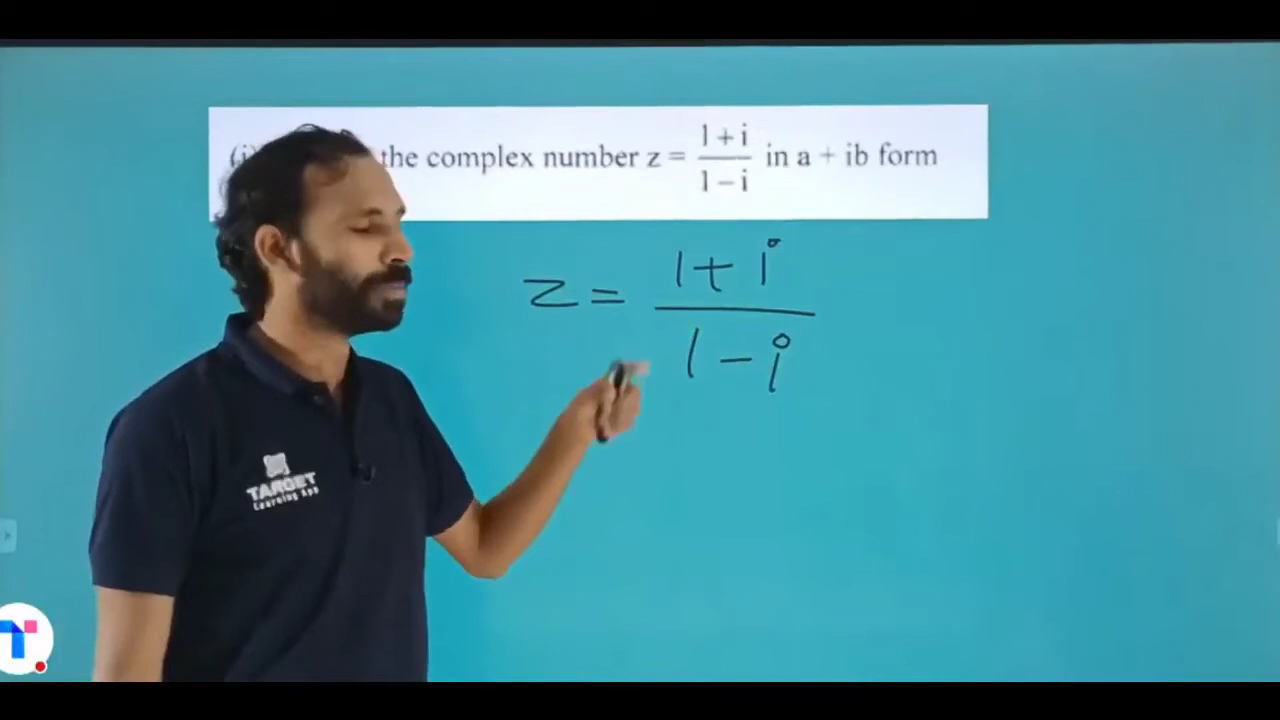 (i) the complex number z = 1+i / 1−i in a + ib form
z = 1+i / 1−i
TARGET
Learning App